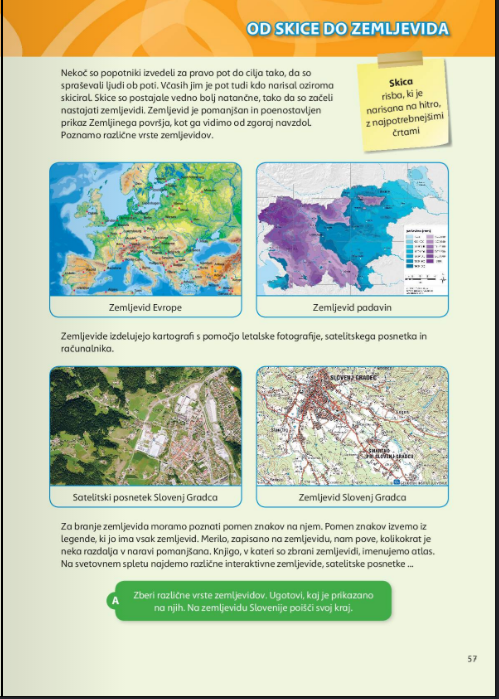 OD SKICE DO ZEMLJEVIDA
Nekoč so popotniki izvedeli za pravo pot do cilja tako, da so
spraševali ljudi ob poti. Včasih jim je pot tudi kdo narisal oziroma
skiciral. Skice so postajale vedno bolj natančne, tako da so začeli
nastajati zemljevidi. Zemljevid je pomanjšan in poenostavljen
prikaz Zemljinega površja, kot ga vidimo od zgoraj navzdol.
Poznamo različne vrste zemljevidov.
Skica
risba, ki je
narisana na hitro,
z najpotrebnejšimi
črtami
Zemljevid Evrope
Zemljevid padavin
Zemljevide izdelujejo kartografi s pomočjo letalske fotografije, satelitskega posnetka in
računalnika.
SLOVENJ GRADEC
Satelitski posnetek Slovenj Gradca
Zemljevid Slovenj Gradca
Za branje zemljevida moramo poznati pomen znakov na njem. Pomen znakov izvemo iz
legende, ki jo ima vsak zemljevid. Merilo, zapisano na zemljevidu, nam pove, kolikokrat je
neka razdalja v naravi pomanjšana. Knjigo, v kateri so zbrani zemljevidi, imenujemo atlas.
Na svetovnem spletu najdemo različne interaktivne zemljevide, satelitske posnetke ...
A
Zberi različne vrste zemljevidov. Ugotovi, kaj je prikazano
na njih. Na zemljevidu Slovenije poišči svoj kraj.
57